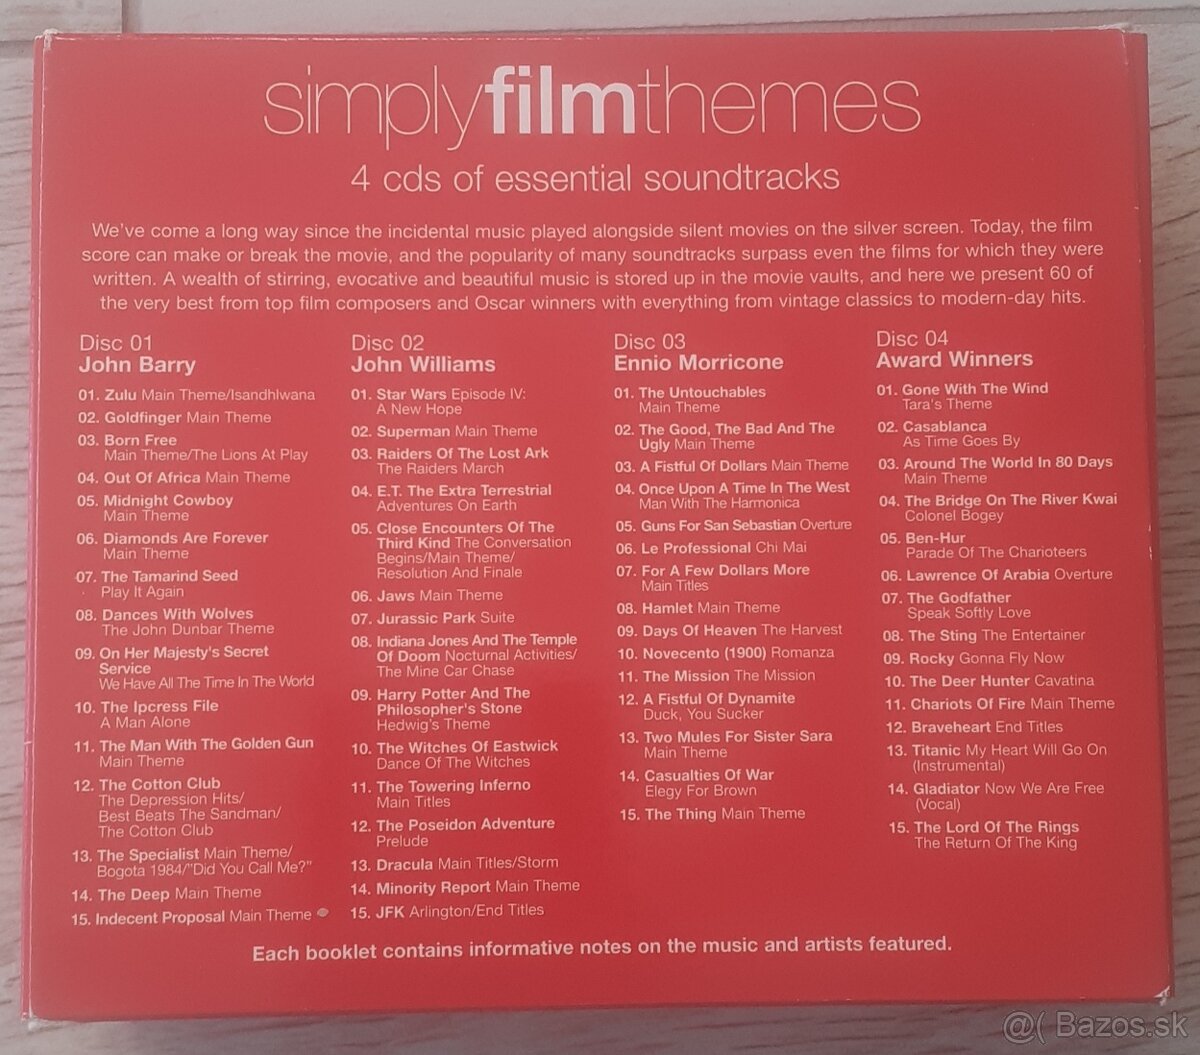 simplyfilmthemes
4 cds of essential soundtracks
We've come a long way since the incidental music played alongside silent movies on the silver screen. Today, the film
score can make or break the movie, and the popularity of many soundtracks surpass even the films for which they were
written. A wealth of stirring, evocative and beautiful music is stored up in the movie vaults, and here we present 60 of
the very best from top film composers and Oscar winners with everything from vintage classics to modern-day hits.
Disc 01
John Barry
01. Zulu Main Theme/Isandhlwana
02. Goldfinger Main Theme
03. Born Free
Main Theme/The Lions At Play
04. Out Of Africa Main Theme
05. Midnight Cowboy
Main Theme
06. Diamonds Are Forever
Main Theme
07. The Tamarind Seed
Play It Again
08. Dances With Wolves
The John Dunbar Theme
09. On Her Majesty's Secret
Service
We Have All The Time In The World
10. The Ipcress File
A Man Alone
11. The Man With The Golden Gun
Main Theme
12. The Cotton Club
The Depression Hits/
Best Beats The Sandman/
The Cotton Club
13. The Specialist Main Theme/
Bogota 1984/"Did You Call Me?"
14. The Deep Main Theme
15. Indecent Proposal Main Theme
Disc 02
John Williams
01. Star Wars Episode IV:
A New Hope
02. Superman Main Theme
03. Raiders Of The Lost Ark
The Raiders March
04. E.T. The Extra Terrestrial
Adventures On Earth
05. Close Encounters Of The
Third Kind The Conversation
Begins/Main Theme/
Resolution And Finale
06. Jaws Main Theme
07. Jurassic Park Suite
08. Indiana Jones And The Temple
Of Doom Nocturnal Activities/
The Mine Car Chase
09. Harry Potter And The
Philosopher's Stone
Hedwig's Theme
10. The Witches Of Eastwick
Dance Of The Witches
11. The Towering Inferno
Main Titles
12. The Poseidon Adventure
Prelude
13. Dracula Main Titles/Storm
14. Minority Report Main Theme
15. JFK Arlington/End Titles
Disc 03
Ennio Morricone
01. The Untouchables
Main Theme
02. The Good, The Bad And The
Ugly Main Theme
03. A Fistful Of Dollars Main Theme
04. Once Upon A Time In The West
Man With The Harmonica
05. Guns For San Sebastian Overture
06. Le Professional Chi Mai
07. For A Few Dollars More
Main Titles
08. Hamlet Main Theme
09. Days Of Heaven The Harvest
10. Novecento (1900) Romanza
11. The Mission The Mission
12. A Fistful Of Dynamite
Duck, You Sucker
13. Two Mules For Sister Sara
Main Theme
14. Casualties Of War
Elegy For Brown
15. The Thing Main Theme
Disc 04
Award Winners
01. Gone With The Wind
Tara's Theme
02. Casablanca
As Time Goes By
03. Around The World In 80 Days
Main Theme
04. The Bridge On The River Kwai
Colonel Bogey
05. Ben-Hur
Parade Of The Charioteers
06. Lawrence Of Arabia Overture
07. The Godfather
Speak Softly Love
08. The Sting The Entertainer
09. Rocky Gonna Fly Now
10. The Deer Hunter Cavatina
11. Chariots Of Fire Main Theme
12. Braveheart End Titles
13. Titanic My Heart Will Go On
(Instrumental)
14. Gladiator Now We Are Free
(Vocal)
15. The Lord Of The Rings
The Return Of The King
Each booklet contains informative notes on the music and artists featured.
@( Bazos.sk